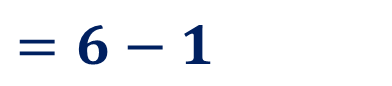 = 6 − 1